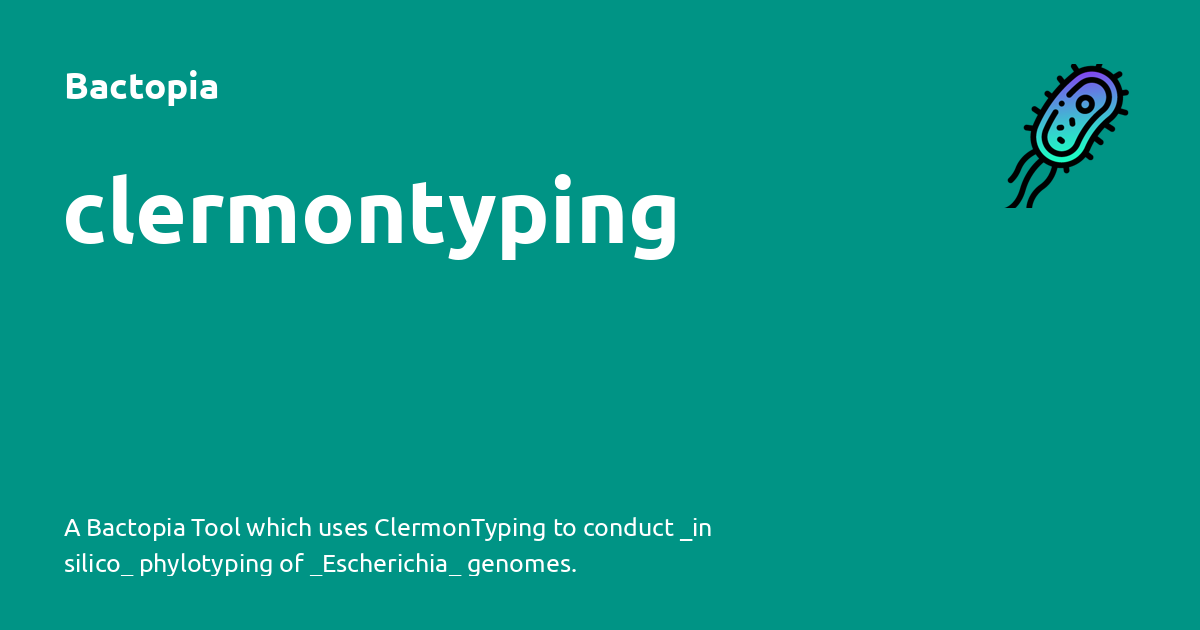 Bactopia
clermontyping
A Bactopia Tool which uses ClermonTyping to conduct _in
silico_ phylotyping of _Escherichia_ genomes.